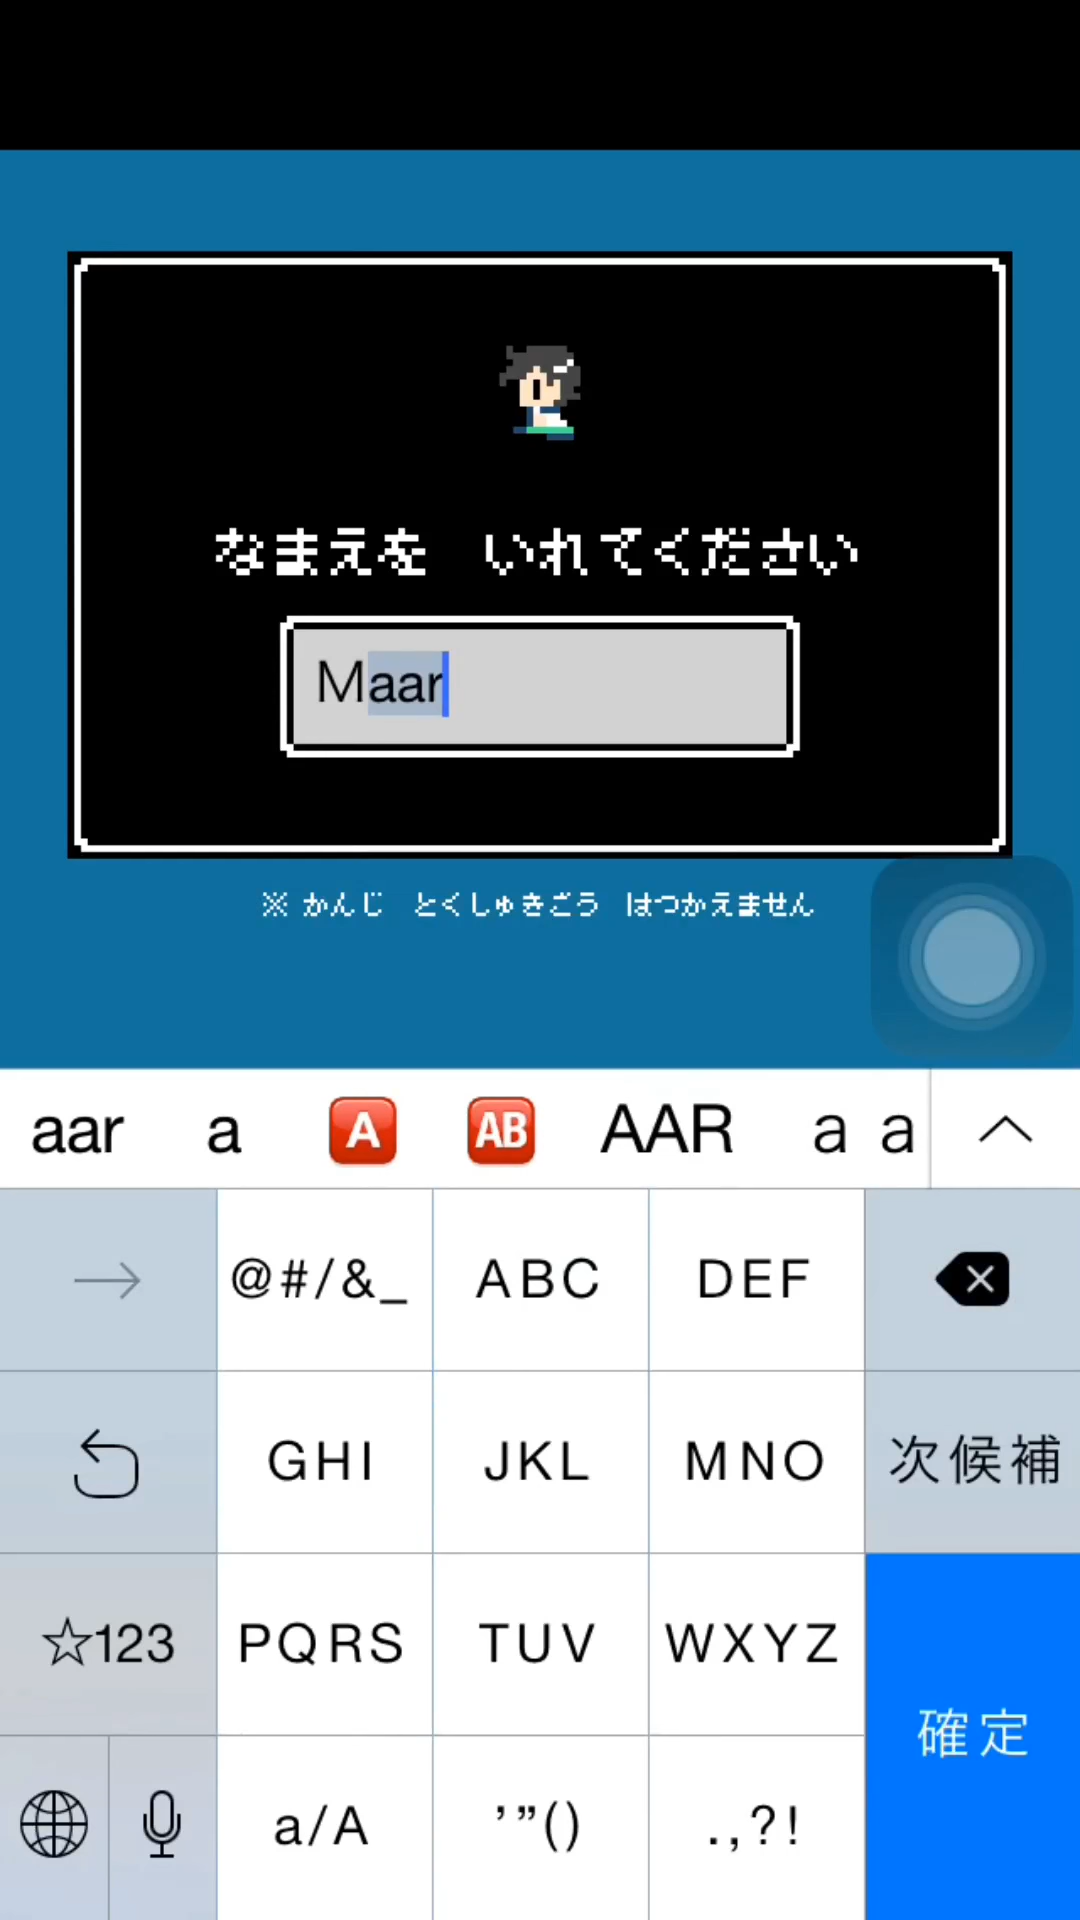 なまえを いれてください
Maar
※ かんじ とくしゅきごう はつかえません
aar a A AB AAR a a
→ @#/&_ ABC DEF
GHI JKL MNO 次候補
☆123 PQRS TUV WXYZ
確定
a/A ’”() .,?!